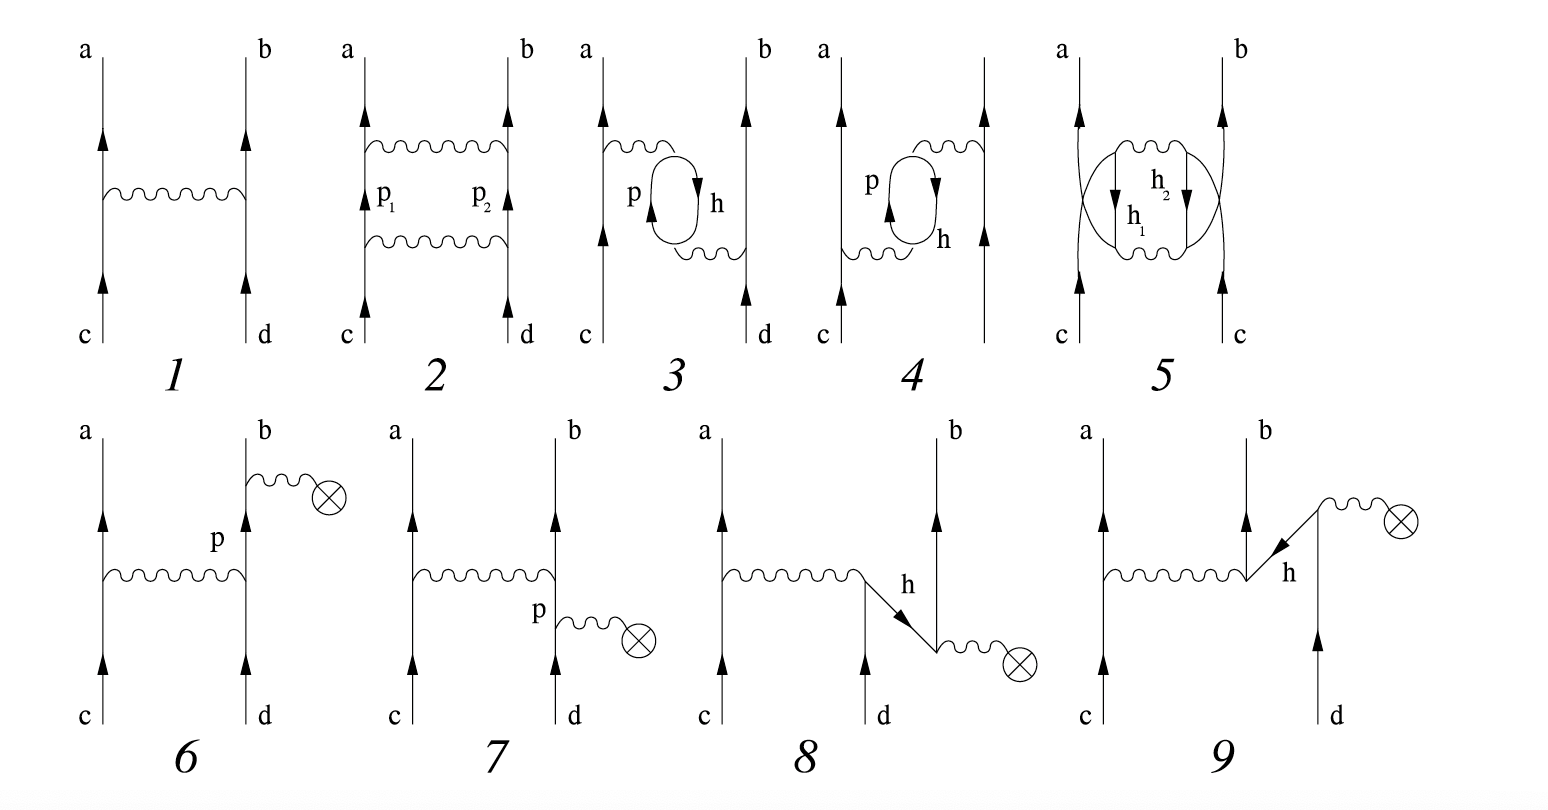 a b a b a b a a b
p₁ p₂ p h p h h₂ h₁
c d c d c d c c c
1 2 3 4 5
a b a b a b a b
p p h h
c d c d c d c d
6 7 8 9